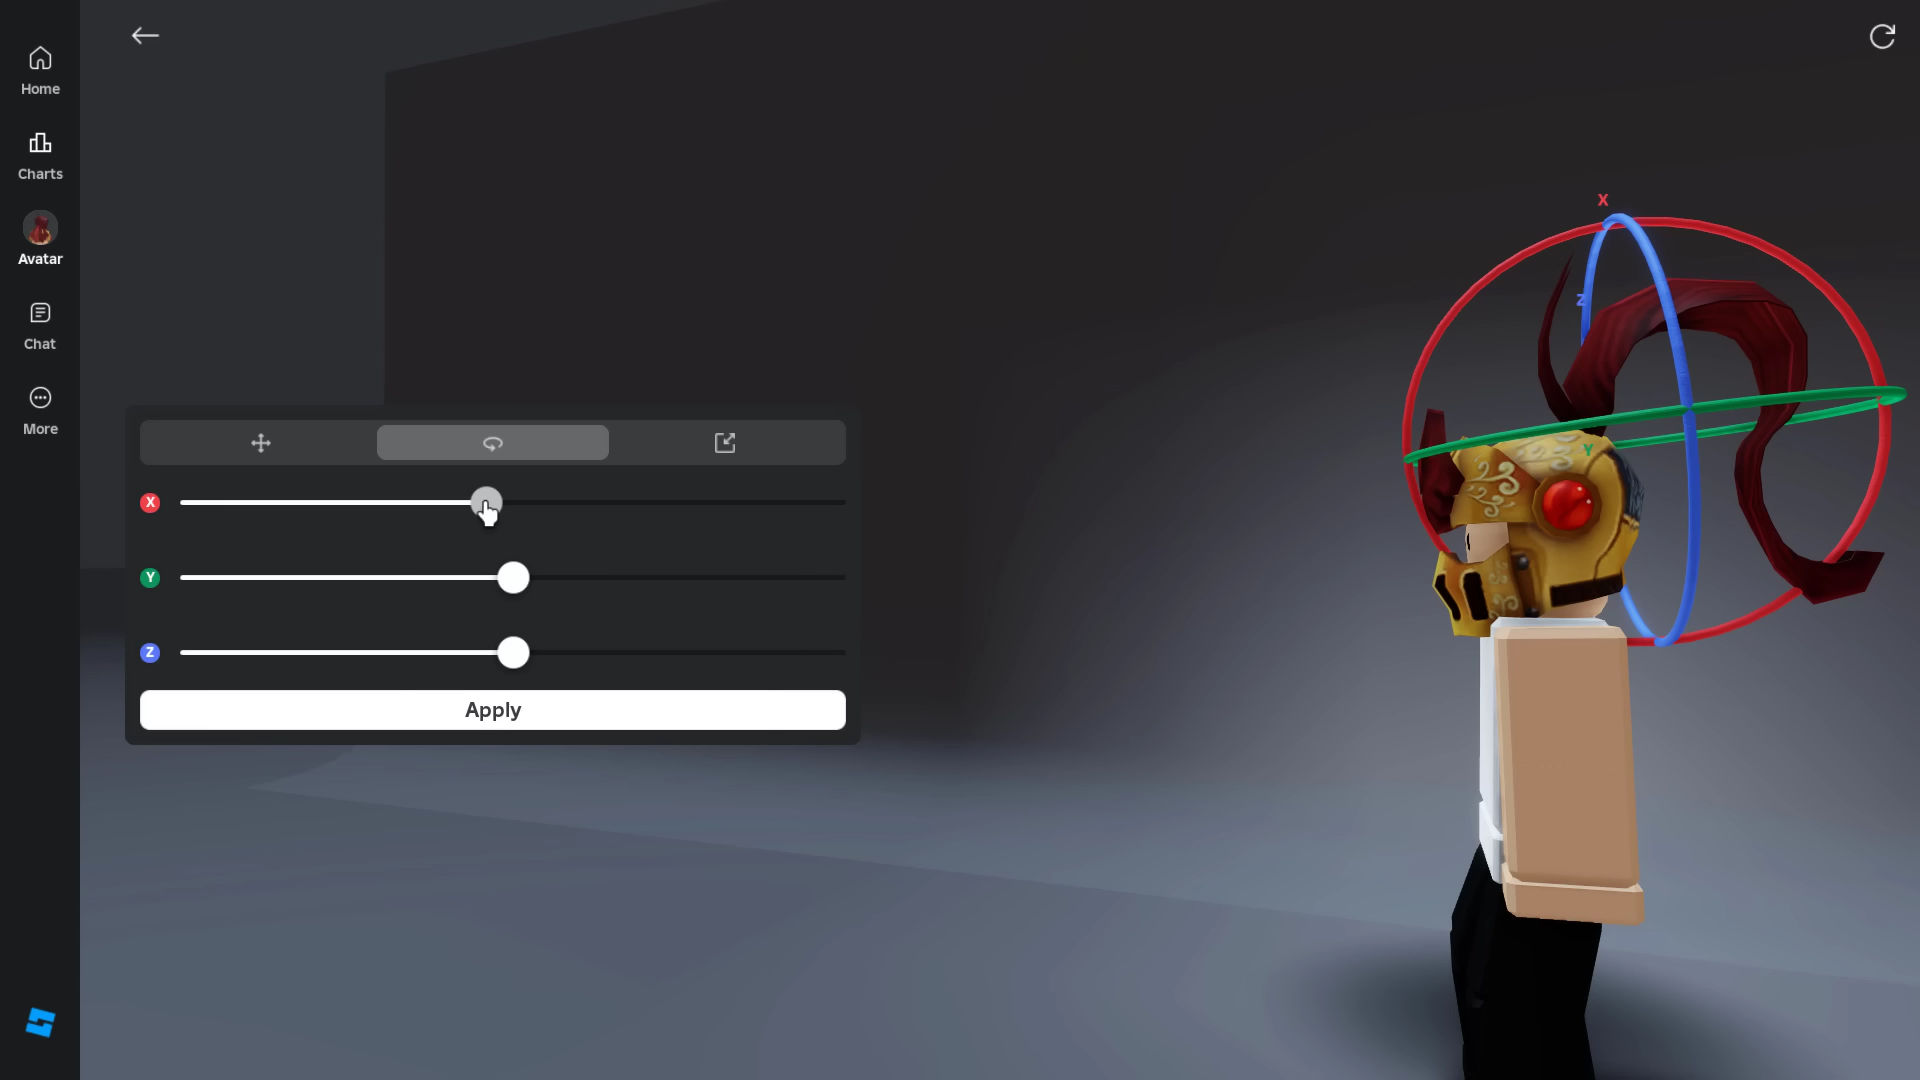 Home
Charts
Avatar
Chat
More
X
Y
Z
Apply
X
Z
Y